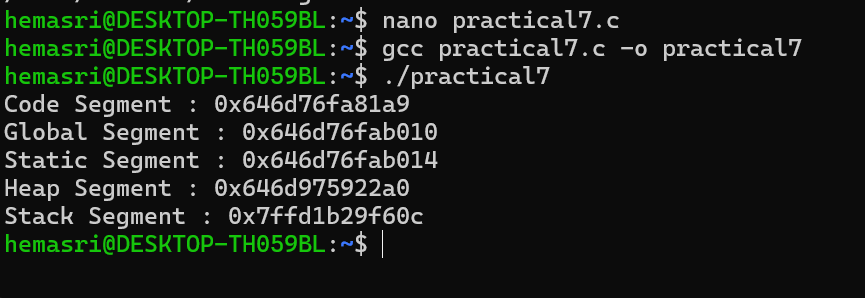 hemasri@DESKTOP-TH059BL:~$ nano practical7.c
hemasri@DESKTOP-TH059BL:~$ gcc practical7.c -o practical7
hemasri@DESKTOP-TH059BL:~$ ./practical7
Code Segment : 0x646d76fa81a9
Global Segment : 0x646d76fab010
Static Segment : 0x646d76fab014
Heap Segment : 0x646d975922a0
Stack Segment : 0x7ffd1b29f60c
hemasri@DESKTOP-TH059BL:~$